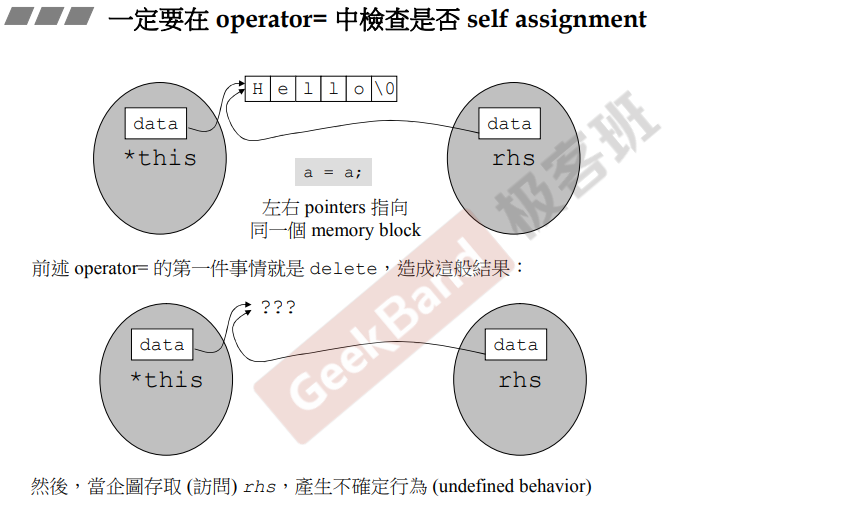 一定要在 operator= 中檢查是否 self assignment
H e l l o \0
data
data
*this
rhs
a = a;
左右 pointers 指向
同一個 memory block
前述 operator= 的第一件事情就是 delete，造成這般結果：
???
data
data
*this
rhs
然後，當企圖存取 (訪問) rhs，產生不確定行為 (undefined behavior)
GeekBand 极客班